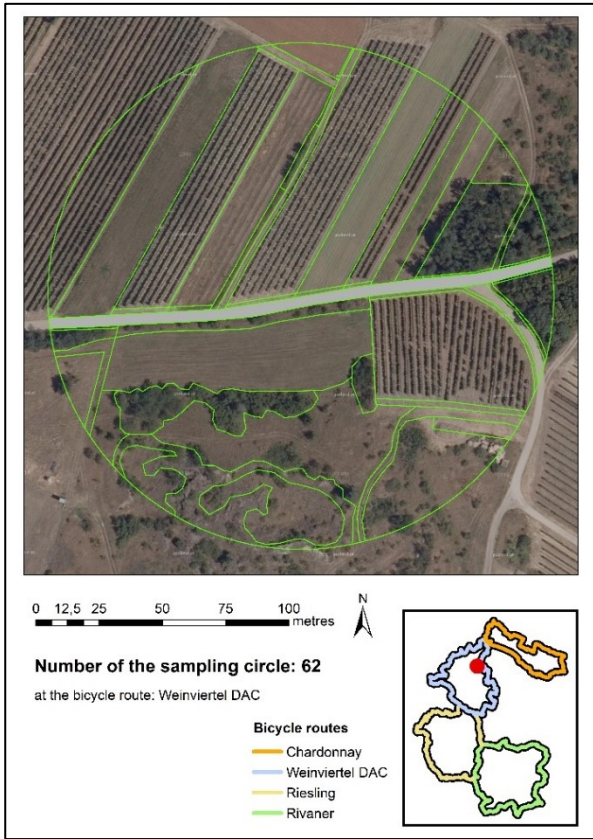 0 12,5 25 50 75 100
metres
N
Number of the sampling circle: 62
at the bicycle route: Weinviertel DAC
Bicycle routes
Chardonnay
Weinviertel DAC
Riesling
Rivaner